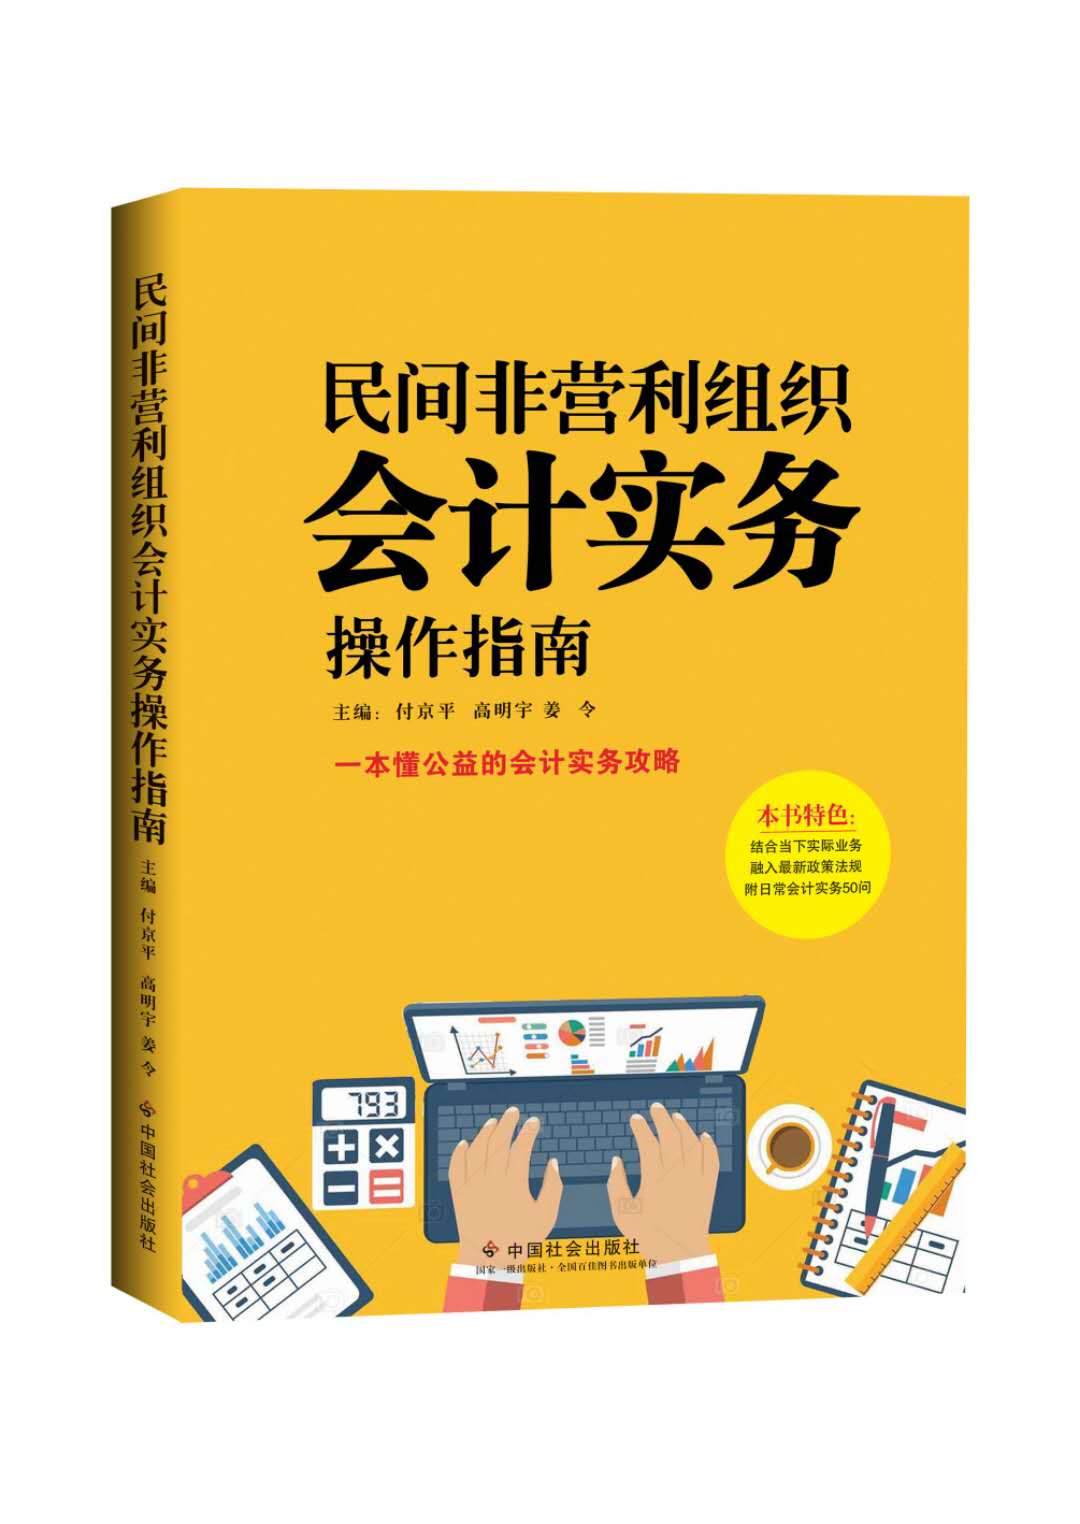 民间非营利组织会计实务操作指南
主编 付京平 高明宇 姜 令
中国社会出版社
民间非营利组织
会计实务
操作指南
主编：付京平 高明宇 姜 令
一本懂公益的会计实务攻略
本书特色：
结合当下实际业务
融入最新政策法规
附日常会计实务50问
793
中国社会出版社
国家一级出版社·全国百佳图书出版单位